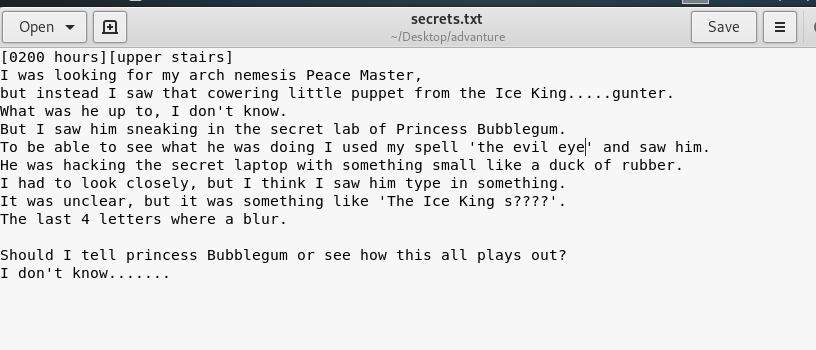 Open
secrets.txt
~/Desktop/advanture
Save
[0200 hours][upper stairs]
I was looking for my arch nemesis Peace Master,
but instead I saw that cowering little puppet from the Ice King.....gunter.
What was he up to, I don't know.
But I saw him sneaking in the secret lab of Princess Bubblegum.
To be able to see what he was doing I used my spell 'the evil eye' and saw him.
He was hacking the secret laptop with something small like a duck of rubber.
I had to look closely, but I think I saw him type in something.
It was unclear, but it was something like 'The Ice King s????'.
The last 4 letters where a blur.
Should I tell princess Bubblegum or see how this all plays out?
I don't know.......